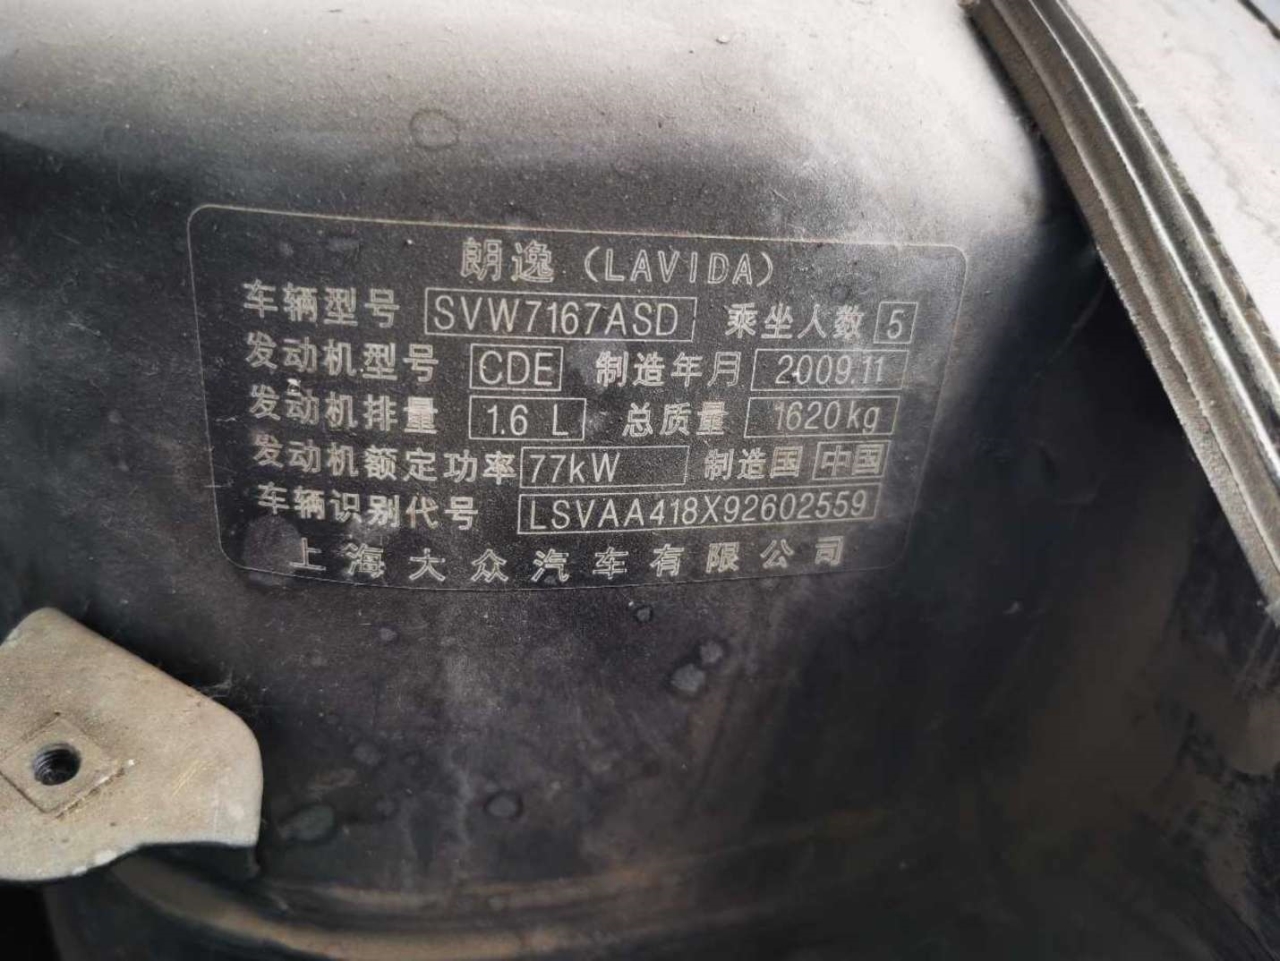 朗逸 (LAVIDA)
车辆型号 SVW7167ASD 乘坐人数 5
发动机型号 CDE 制造年月 2009.11
发动机排量 1.6 L 总质量 1620kg
发动机额定功率 77kW 制造国 中国
车辆识别代号 LSVAA418X92602559
上海大众汽车有限公司